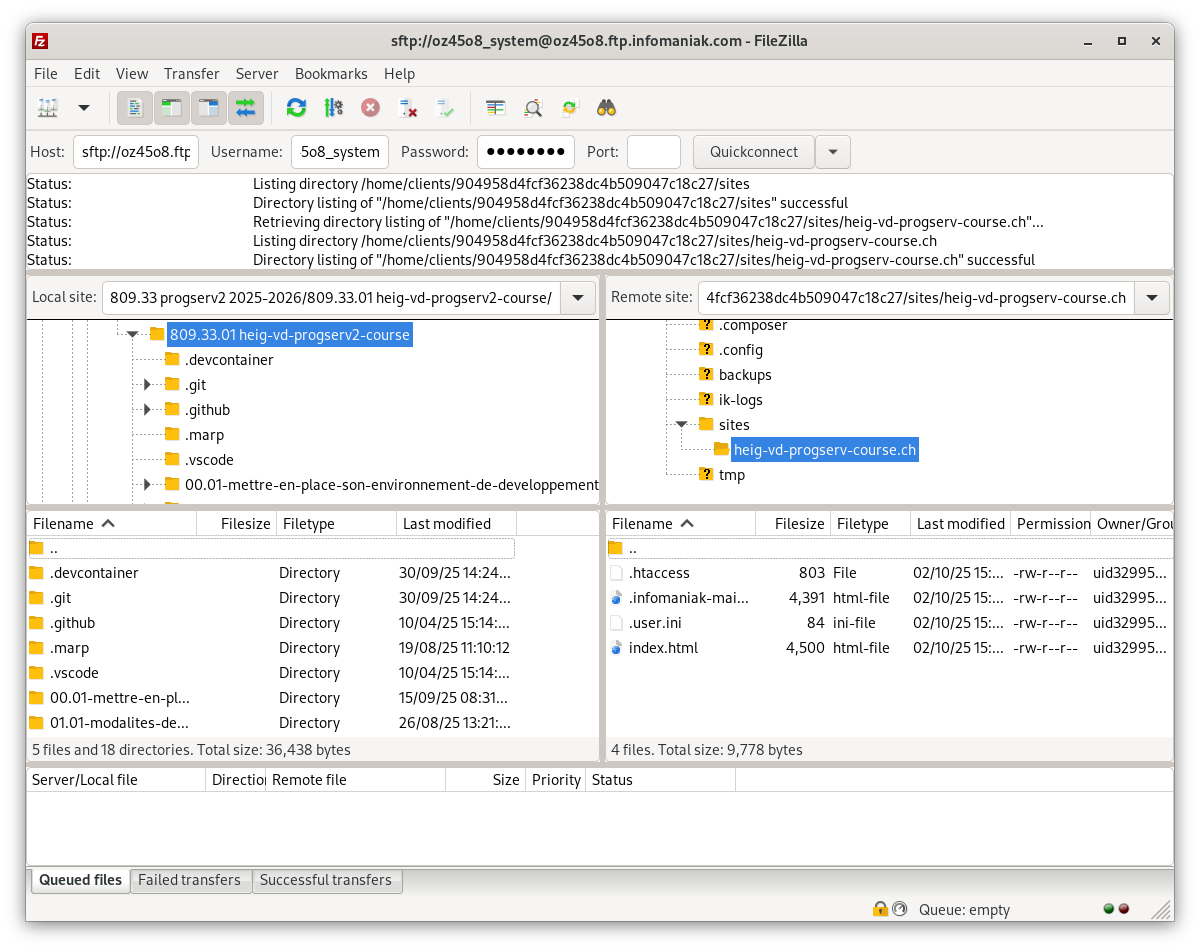 sftp://oz45o8_system@oz45o8.ftp.infomaniak.com - FileZilla
File Edit View Transfer Server Bookmarks Help
Host: sftp://oz45o8.ftp Username: 5o8_system Password: ●●●●●●●● Port: Quickconnect
Status: Listing directory /home/clients/904958d4fcf36238dc4b509047c18c27/sites
Status: Directory listing of "/home/clients/904958d4fcf36238dc4b509047c18c27/sites" successful
Status: Retrieving directory listing of "/home/clients/904958d4fcf36238dc4b509047c18c27/sites/heig-vd-progserv-course.ch"...
Status: Listing directory /home/clients/904958d4fcf36238dc4b509047c18c27/sites/heig-vd-progserv-course.ch
Status: Directory listing of "/home/clients/904958d4fcf36238dc4b509047c18c27/sites/heig-vd-progserv-course.ch" successful
Local site: 809.33 progserv2 2025-2026/809.33.01 heig-vd-progserv2-course/
809.33.01 heig-vd-progserv2-course
.devcontainer
.git
.github
.marp
.vscode
00.01-mettre-en-place-son-environnement-de-developpement
Filename Filesize Filetype Last modified
..
.devcontainer Directory 30/09/25 14:24...
.git Directory 30/09/25 14:24...
.github Directory 10/04/25 15:14:...
.marp Directory 19/08/25 11:10:12
.vscode Directory 10/04/25 15:14:...
00.01-mettre-en-pl... Directory 15/09/25 08:31...
01.01-modalites-de... Directory 26/08/25 13:21:...
5 files and 18 directories. Total size: 36,438 bytes
Remote site: 4fcf36238dc4b509047c18c27/sites/heig-vd-progserv-course.ch
.composer
.config
backups
ik-logs
sites
heig-vd-progserv-course.ch
tmp
Filename Filesize Filetype Last modified Permission Owner/Grou
..
.htaccess 803 File 02/10/25 15:... -rw-r--r-- uid32995...
.infomaniak-mai... 4,391 html-file 02/10/25 15:... -rw-r--r-- uid32995...
.user.ini 84 ini-file 02/10/25 15:... -rw-r--r-- uid32995...
index.html 4,500 html-file 02/10/25 15:... -rw-r--r-- uid32995...
4 files. Total size: 9,778 bytes
Server/Local file Direction Remote file Size Priority Status
Queued files Failed transfers Successful transfers
Queue: empty